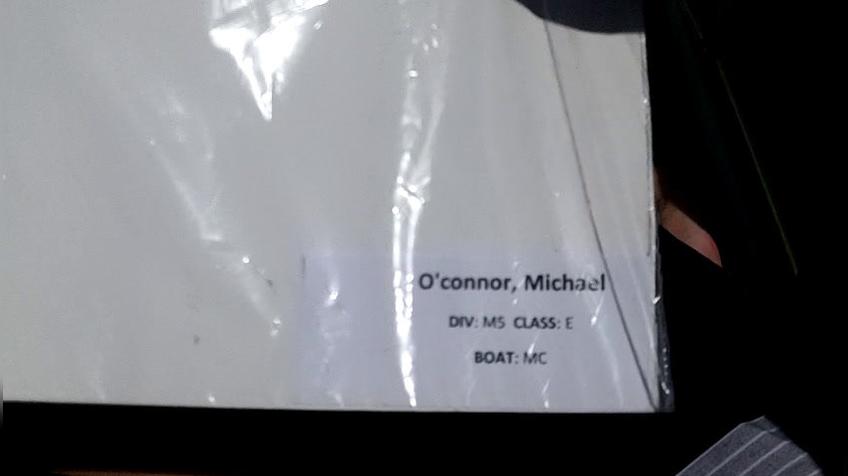 O'connor, Michael
DIV: M5 CLASS: E
BOAT: MC